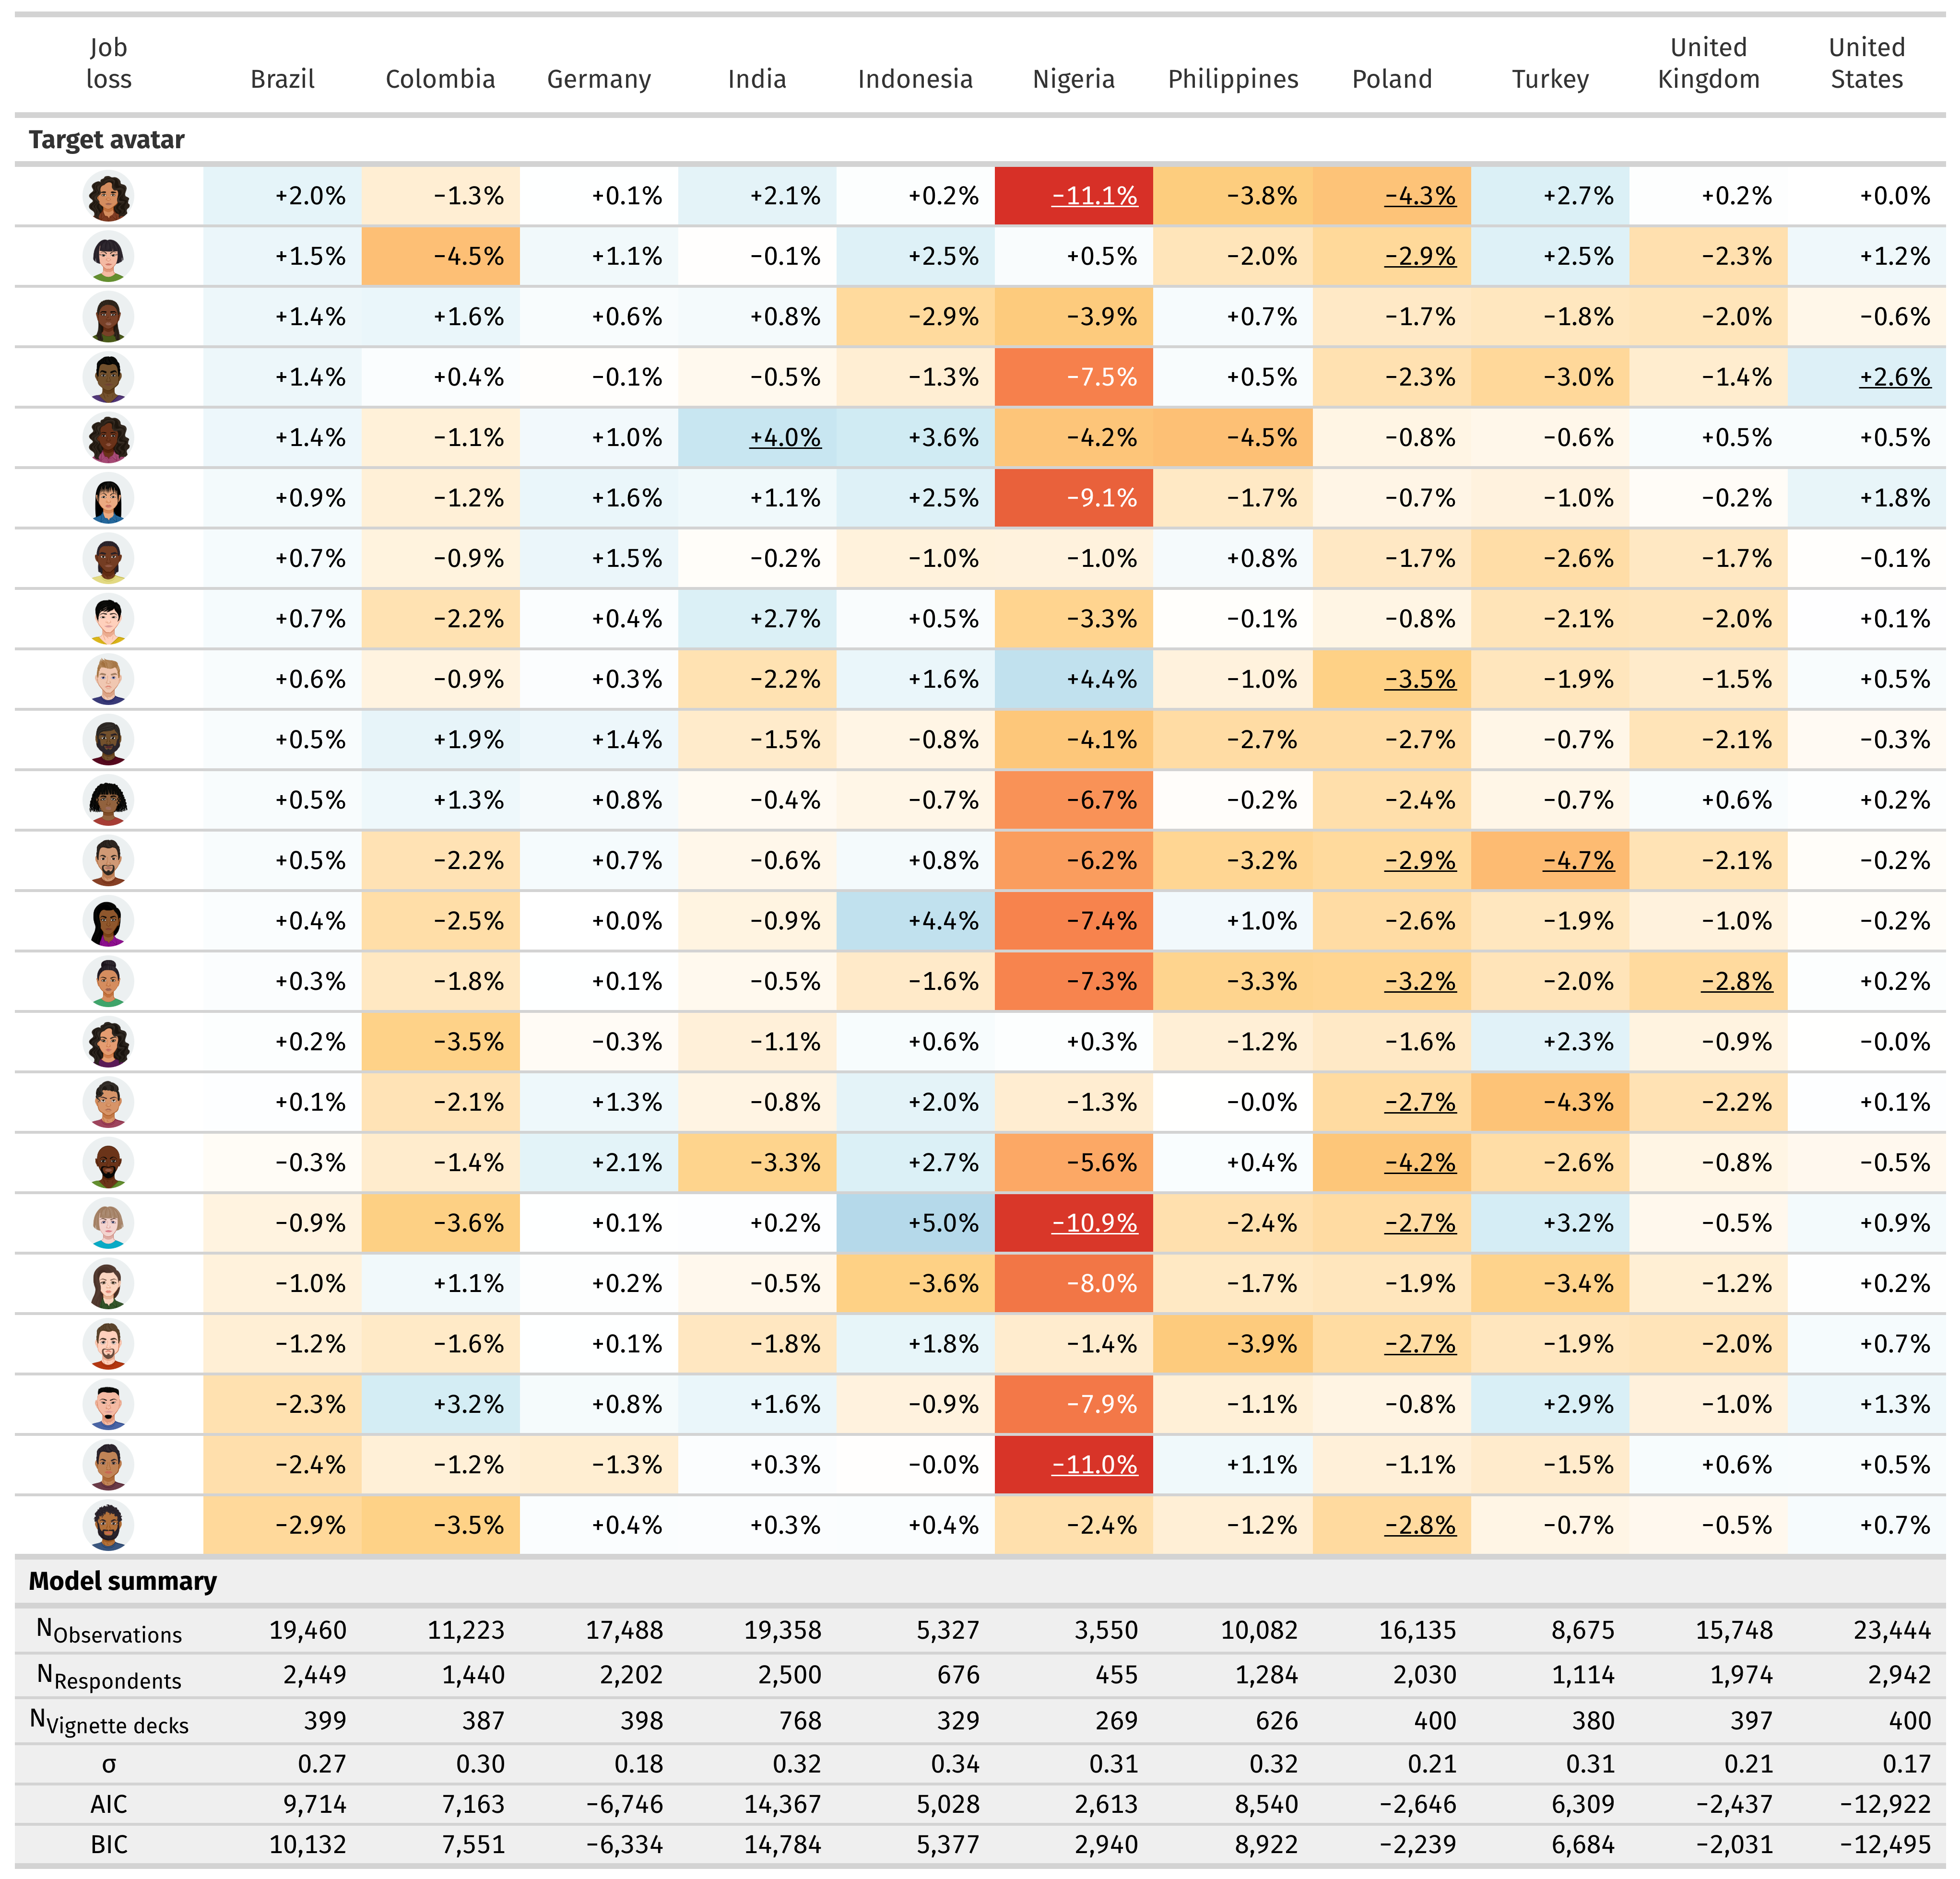 Job loss Brazil Colombia Germany India Indonesia Nigeria Philippines Poland Turkey United Kingdom United States
Target avatar
+2.0% −1.3% +0.1% +2.1% +0.2% −11.1% −3.8% −4.3% +2.7% +0.2% +0.0%
+1.5% −4.5% +1.1% −0.1% +2.5% +0.5% −2.0% −2.9% +2.5% −2.3% +1.2%
+1.4% +1.6% +0.6% +0.8% −2.9% −3.9% +0.7% −1.7% −1.8% −2.0% −0.6%
+1.4% +0.4% −0.1% −0.5% −1.3% −7.5% +0.5% −2.3% −3.0% −1.4% +2.6%
+1.4% −1.1% +1.0% +4.0% +3.6% −4.2% −4.5% −0.8% −0.6% +0.5% +0.5%
+0.9% −1.2% +1.6% +1.1% +2.5% −9.1% −1.7% −0.7% −1.0% −0.2% +1.8%
+0.7% −0.9% +1.5% −0.2% −1.0% −1.0% +0.8% −1.7% −2.6% −1.7% −0.1%
+0.7% −2.2% +0.4% +2.7% +0.5% −3.3% −0.1% −0.8% −2.1% −2.0% +0.1%
+0.6% −0.9% +0.3% −2.2% +1.6% +4.4% −1.0% −3.5% −1.9% −1.5% +0.5%
+0.5% +1.9% +1.4% −1.5% −0.8% −4.1% −2.7% −2.7% −0.7% −2.1% −0.3%
+0.5% +1.3% +0.8% −0.4% −0.7% −6.7% −0.2% −2.4% −0.7% +0.6% +0.2%
+0.5% −2.2% +0.7% −0.6% +0.8% −6.2% −3.2% −2.9% −4.7% −2.1% −0.2%
+0.4% −2.5% +0.0% −0.9% +4.4% −7.4% +1.0% −2.6% −1.9% −1.0% −0.2%
+0.3% −1.8% +0.1% −0.5% −1.6% −7.3% −3.3% −3.2% −2.0% −2.8% +0.2%
+0.2% −3.5% −0.3% −1.1% +0.6% +0.3% −1.2% −1.6% +2.3% −0.9% −0.0%
+0.1% −2.1% +1.3% −0.8% +2.0% −1.3% −0.0% −2.7% −4.3% −2.2% +0.1%
−0.3% −1.4% +2.1% −3.3% +2.7% −5.6% +0.4% −4.2% −2.6% −0.8% −0.5%
−0.9% −3.6% +0.1% +0.2% +5.0% −10.9% −2.4% −2.7% +3.2% −0.5% +0.9%
−1.0% +1.1% +0.2% −0.5% −3.6% −8.0% −1.7% −1.9% −3.4% −1.2% +0.2%
−1.2% −1.6% +0.1% −1.8% +1.8% −1.4% −3.9% −2.7% −1.9% −2.0% +0.7%
−2.3% +3.2% +0.8% +1.6% −0.9% −7.9% −1.1% −0.8% +2.9% −1.0% +1.3%
−2.4% −1.2% −1.3% +0.3% −0.0% −11.0% +1.1% −1.1% −1.5% +0.6% +0.5%
−2.9% −3.5% +0.4% +0.3% +0.4% −2.4% −1.2% −2.8% −0.7% −0.5% +0.7%
Model summary
NObservations 19,460 11,223 17,488 19,358 5,327 3,550 10,082 16,135 8,675 15,748 23,444
NRespondents 2,449 1,440 2,202 2,500 676 455 1,284 2,030 1,114 1,974 2,942
NVignette decks 399 387 398 768 329 269 626 400 380 397 400
σ 0.27 0.30 0.18 0.32 0.34 0.31 0.32 0.21 0.31 0.21 0.17
AIC 9,714 7,163 −6,746 14,367 5,028 2,613 8,540 −2,646 6,309 −2,437 −12,922
BIC 10,132 7,551 −6,334 14,784 5,377 2,940 8,922 −2,239 6,684 −2,031 −12,495